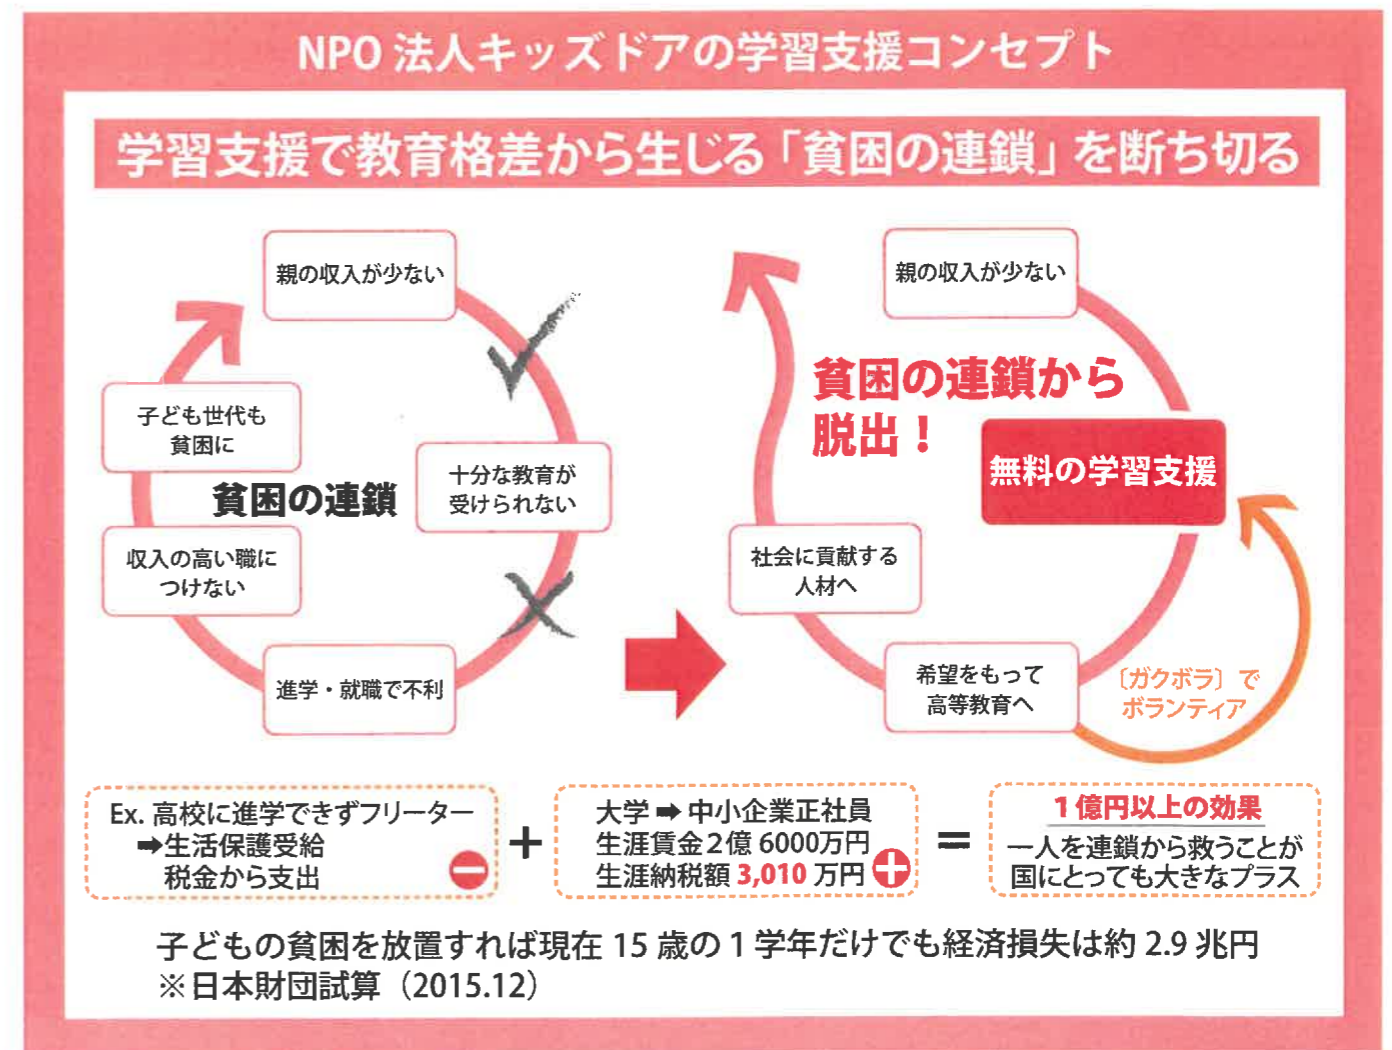 NPO 法人キッズドアの学習支援コンセプト
学習支援で教育格差から生じる「貧困の連鎖」を断ち切る
親の収入が少ない
十分な教育が
受けられない
進学・就職で不利
収入の高い職に
つけない
子ども世代も
貧困に
貧困の連鎖
親の収入が少ない
無料の学習支援
希望をもって
高等教育へ
社会に貢献する
人材へ
貧困の連鎖から
脱出！
〔ガクボラ〕で
ボランティア
Ex. 高校に進学できずフリーター
➡生活保護受給
税金から支出
+
大学 ➡ 中小企業正社員
生涯賃金２億 6000万円
生涯納税額 3,010 万円
=
１億円以上の効果
一人を連鎖から救うことが
国にとっても大きなプラス
子どもの貧困を放置すれば現在 15 歳の 1 学年だけでも経済損失は約 2.9 兆円
※日本財団試算（2015.12）